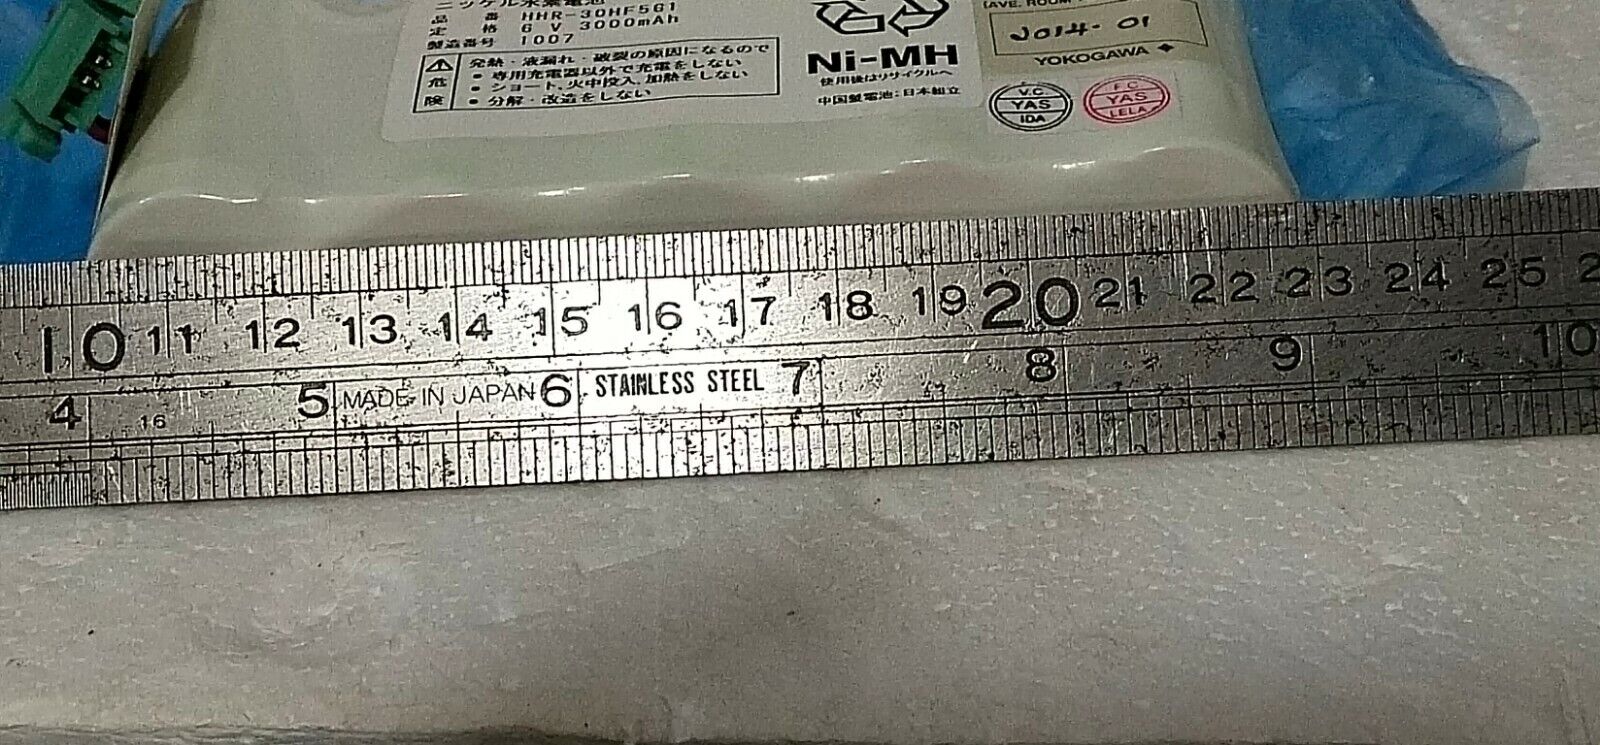 ニッケル水素電池
品番 HHR-30HF5G1
定格 6V 3000mAh
製造番号 1007
危険
発熱・液漏れ・破裂の原因になるので
・専用充電器以外で充電をしない
・ショート、火中投入、加熱をしない
・分解・改造をしない
Ni-MH
使用後はリサイクルへ
中国製電池：日本組立
(AVE. ROOM
J014-01
YOKOGAWA
V.C
YAS
IDA
F.C
YAS
LELA
10 11 12 13 14 15 16 17 18 19 20 21 22 23 24 25 2
4 5 MADE IN JAPAN 6 STAINLESS STEEL 7 8 9 10
16